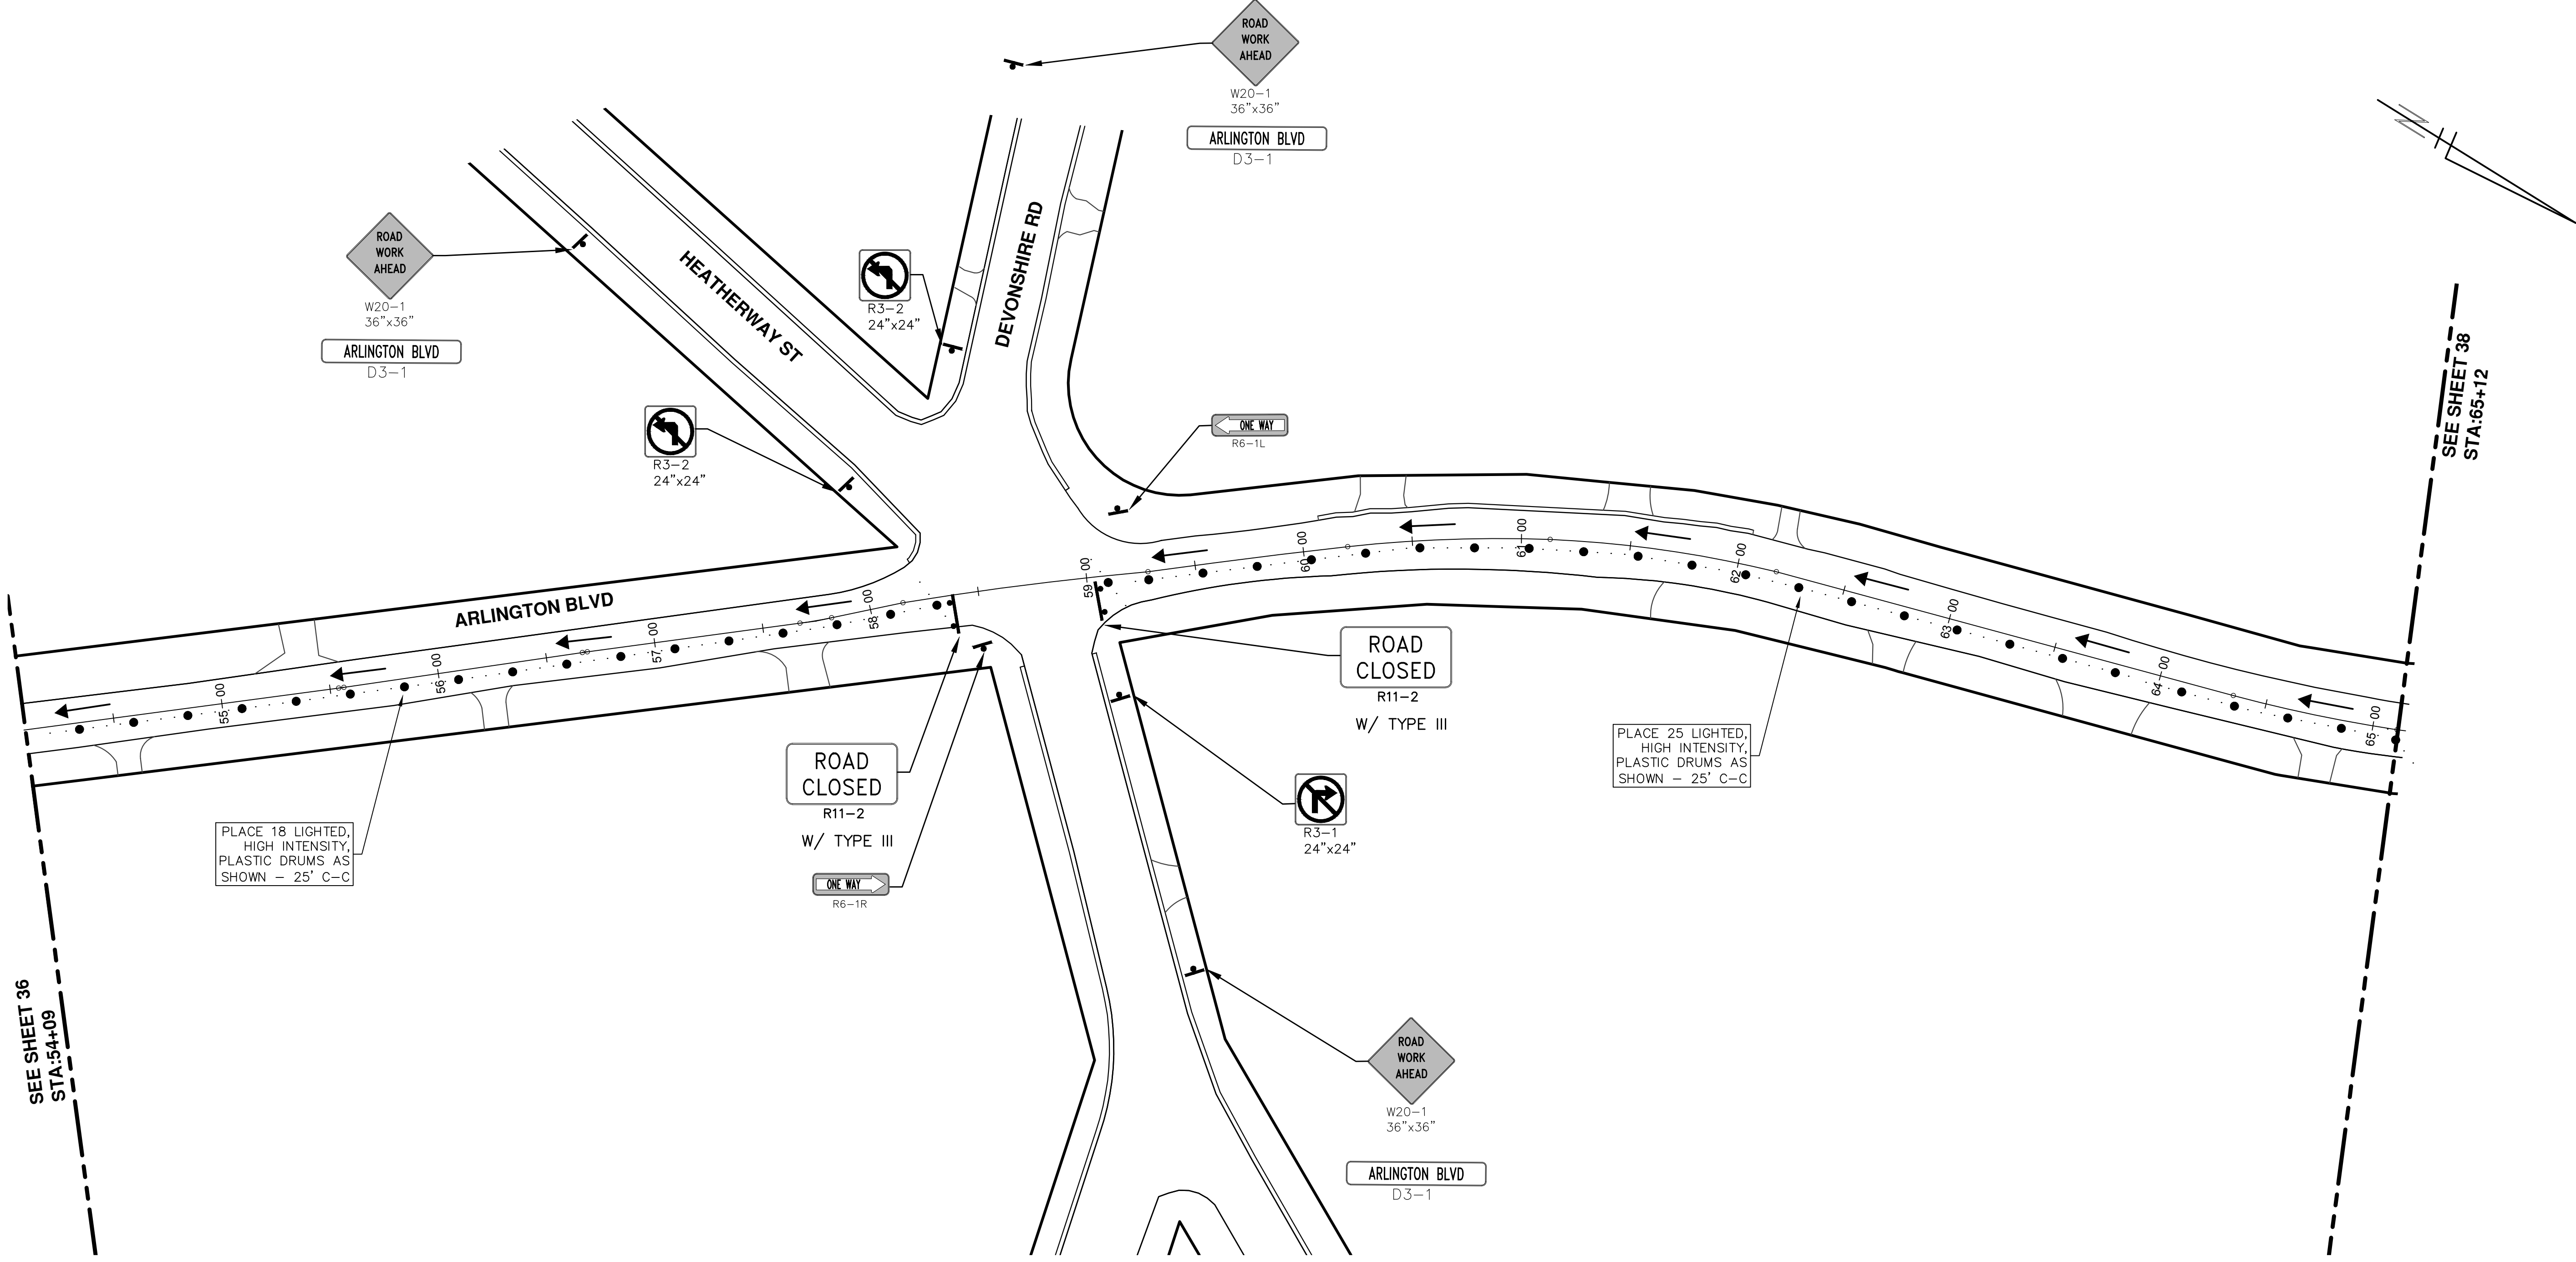 ROAD
WORK
AHEAD
W20-1
36"x36"
ARLINGTON BLVD
D3-1
ROAD
WORK
AHEAD
W20-1
36"x36"
ARLINGTON BLVD
D3-1
HEATHERWAY ST
R3-2
24"x24"
DEVONSHIRE RD
R3-2
24"x24"
ONE WAY
R6-1L
SEE SHEET 38
STA:65+12
ARLINGTON BLVD
55-00
56-00
57-00
58-00
59-00
60-00
61-00
62-00
63-00
64-00
65-00
ROAD
CLOSED
R11-2
W/ TYPE III
ROAD
CLOSED
R11-2
W/ TYPE III
ONE WAY
R6-1R
PLACE 18 LIGHTED,
HIGH INTENSITY,
PLASTIC DRUMS AS
SHOWN - 25' C-C
PLACE 25 LIGHTED,
HIGH INTENSITY,
PLASTIC DRUMS AS
SHOWN - 25' C-C
R3-1
24"x24"
SEE SHEET 36
STA:54+09
ROAD
WORK
AHEAD
W20-1
36"x36"
ARLINGTON BLVD
D3-1